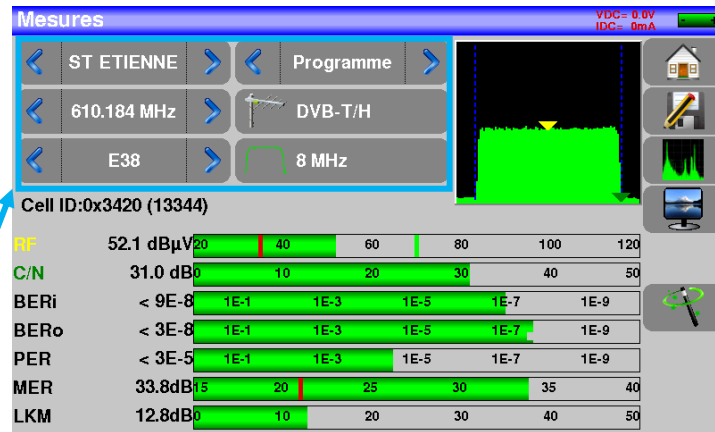 Mesures
VDC= 0.0V
IDC= 0mA
ST ETIENNE
Programme
610.184 MHz
DVB-T/H
E38
8 MHz
Cell ID:0x3420 (13344)
RF 52.1 dBµV 20 40 60 80 100 120
C/N 31.0 dB 0 10 20 30 40 50
BERi < 9E-8 1E-1 1E-3 1E-5 1E-7 1E-9
BERo < 3E-8 1E-1 1E-3 1E-5 1E-7 1E-9
PER < 3E-5 1E-1 1E-3 1E-5 1E-7 1E-9
MER 33.8dB 15 20 25 30 35 40
LKM 12.8dB 0 10 20 30 40 50